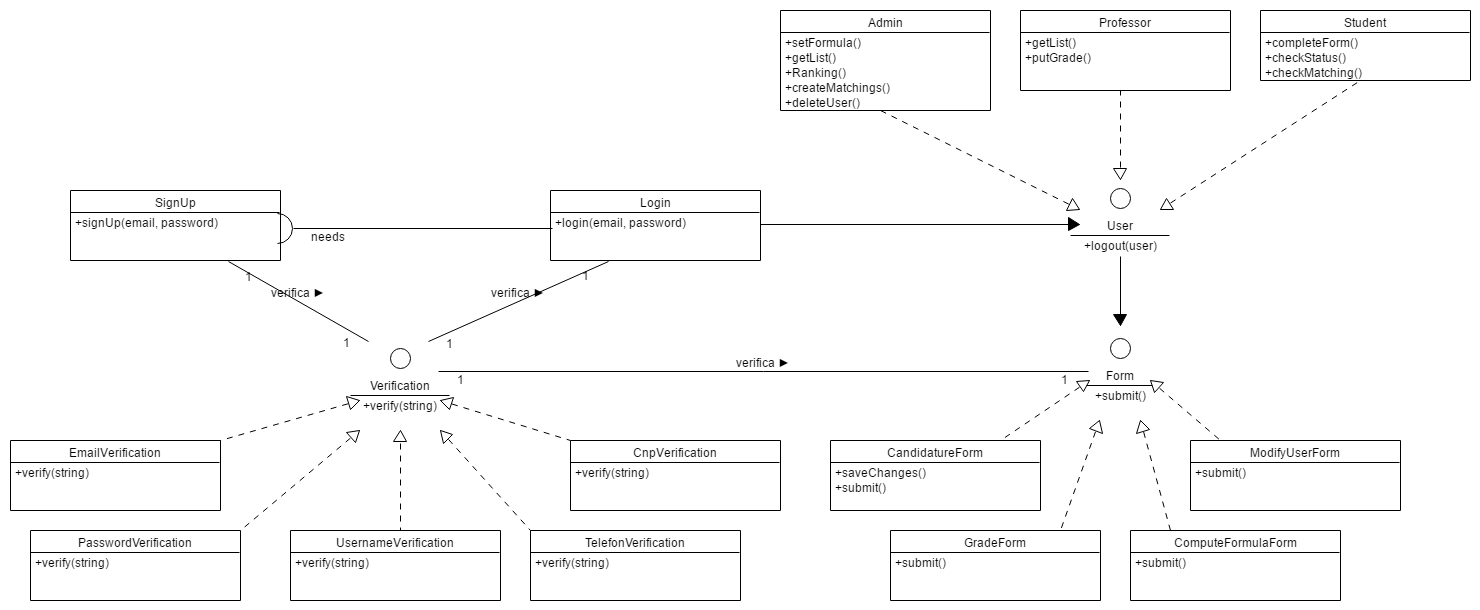 Admin
+setFormula()
+getList()
+Ranking()
+createMatchings()
+deleteUser()
Professor
+getList()
+putGrade()
Student
+completeForm()
+checkStatus()
+checkMatching()
SignUp
+signUp(email, password)
needs
Login
+login(email, password)
User
+logout(user)
1
verifica ►
1
1
verifica ►
1
Verification
+verify(string)
verifica ►
1
1
Form
+submit()
EmailVerification
+verify(string)
CnpVerification
+verify(string)
CandidatureForm
+saveChanges()
+submit()
ModifyUserForm
+submit()
PasswordVerification
+verify(string)
UsernameVerification
+verify(string)
TelefonVerification
+verify(string)
GradeForm
+submit()
ComputeFormulaForm
+submit()